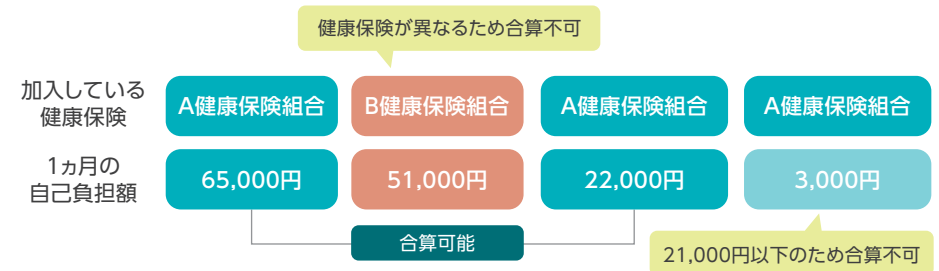 健康保険が異なるため合算不可
加入している
健康保険
A健康保険組合
B健康保険組合
A健康保険組合
A健康保険組合
1ヵ月の
自己負担額
65,000円
51,000円
22,000円
3,000円
合算可能
21,000円以下のため合算不可